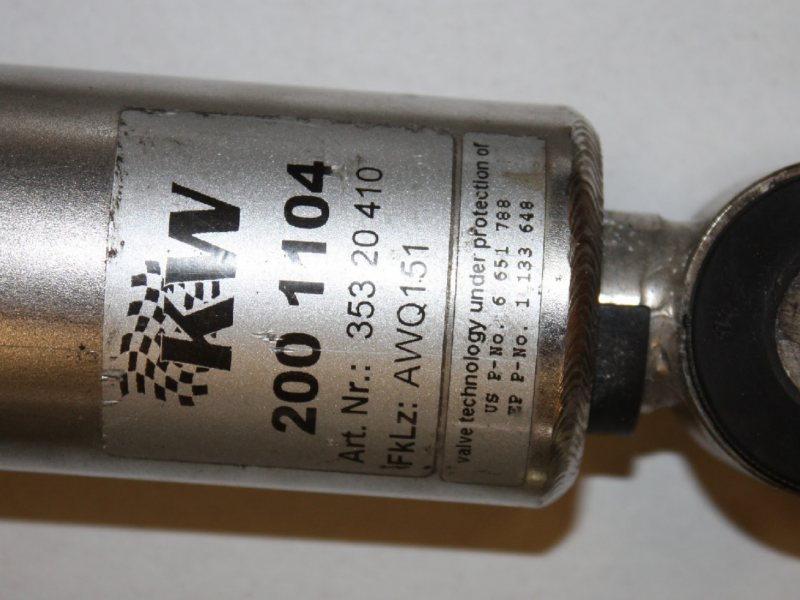 KW
200 1104
Art. Nr.: 353 20 410
FkLz: AWQ151
valve technology under protection of
US P-No. 6 651 788
EP P-No. 1 133 648